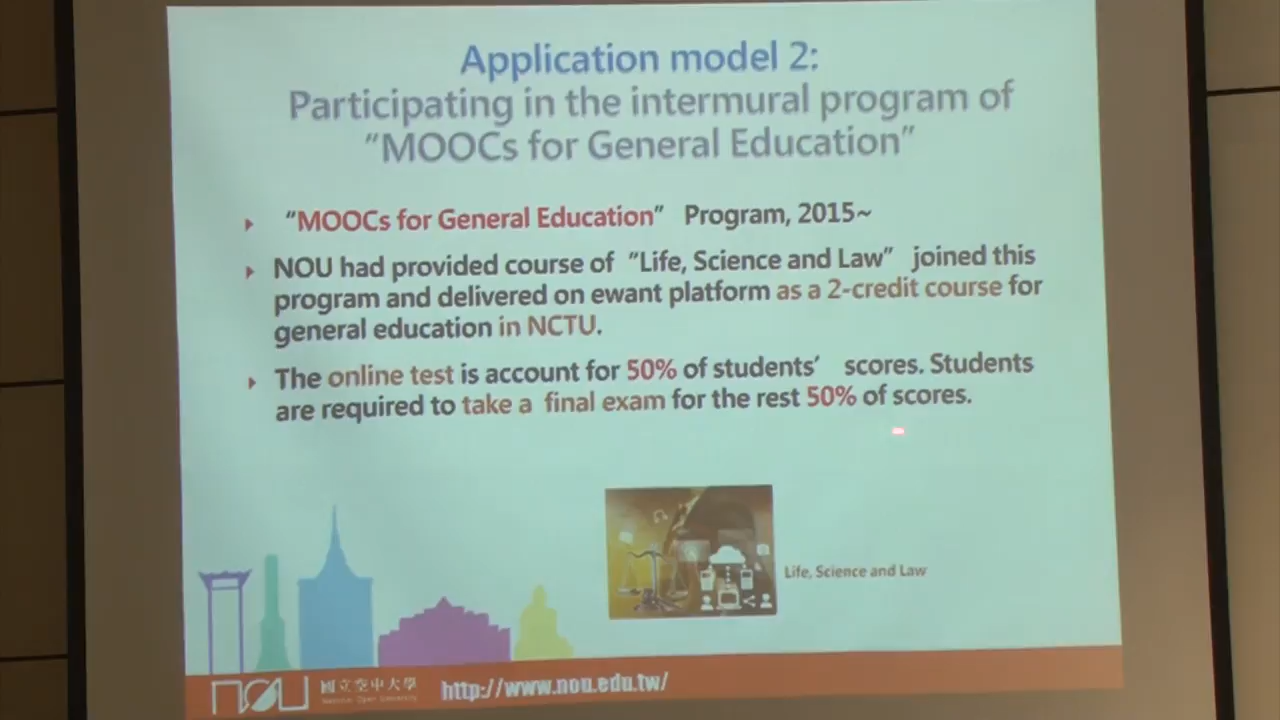 Application model 2:
Participating in the intermural program of
“MOOCs for General Education”
“MOOCs for General Education” Program, 2015~
NOU had provided course of “Life, Science and Law” joined this
program and delivered on ewant platform as a 2-credit course for
general education in NCTU.
The online test is account for 50% of students’ scores. Students
are required to take a final exam for the rest 50% of scores.
Life, Science and Law
nou
國立空中大學
National Open University
http://www.nou.edu.tw/